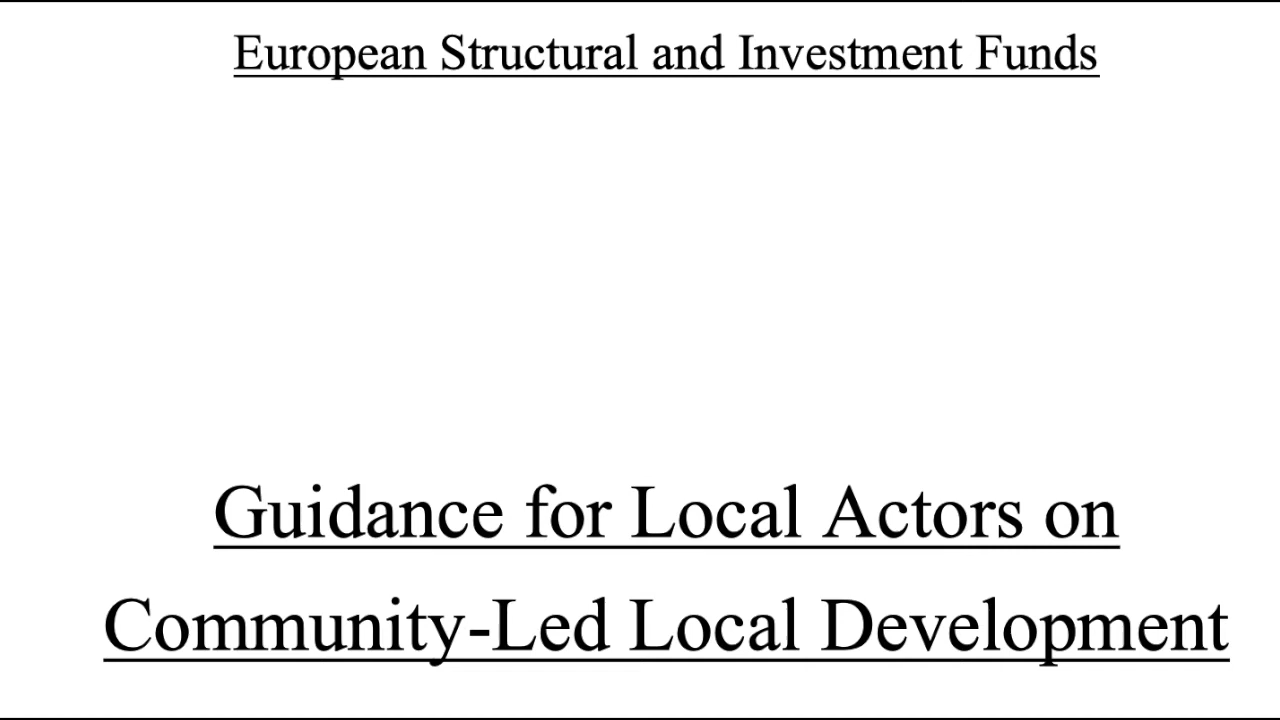 European Structural and Investment Funds
Guidance for Local Actors on
Community-Led Local Development